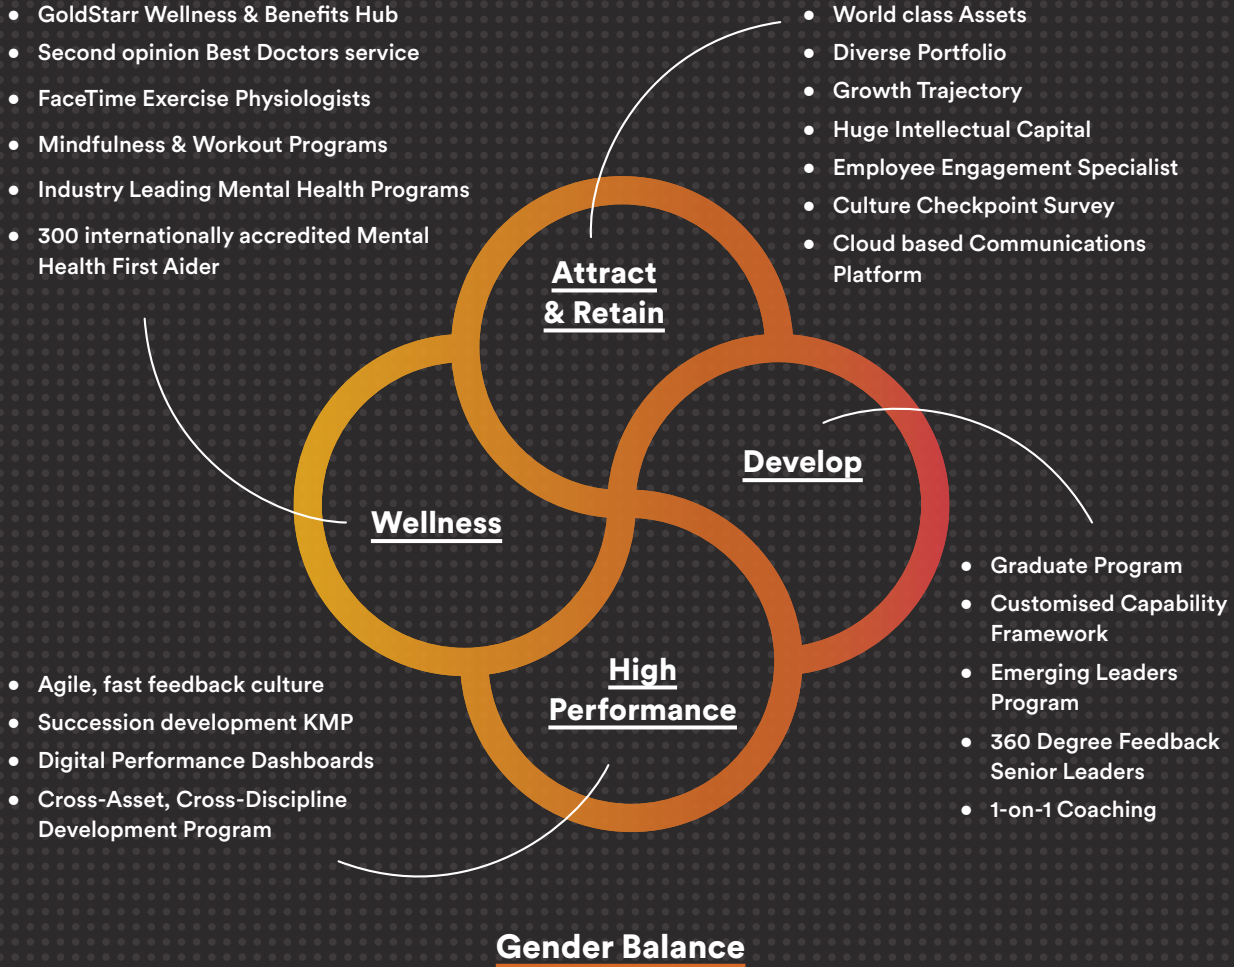 ● GoldStarr Wellness & Benefits Hub
● Second opinion Best Doctors service
● FaceTime Exercise Physiologists
● Mindfulness & Workout Programs
● Industry Leading Mental Health Programs
● 300 internationally accredited Mental
Health First Aider
● World class Assets
● Diverse Portfolio
● Growth Trajectory
● Huge Intellectual Capital
● Employee Engagement Specialist
● Culture Checkpoint Survey
● Cloud based Communications
Platform
Attract
& Retain
Develop
Wellness
High
Performance
● Graduate Program
● Customised Capability
Framework
● Emerging Leaders
Program
● 360 Degree Feedback
Senior Leaders
● 1-on-1 Coaching
● Agile, fast feedback culture
● Succession development KMP
● Digital Performance Dashboards
● Cross-Asset, Cross-Discipline
Development Program
Gender Balance